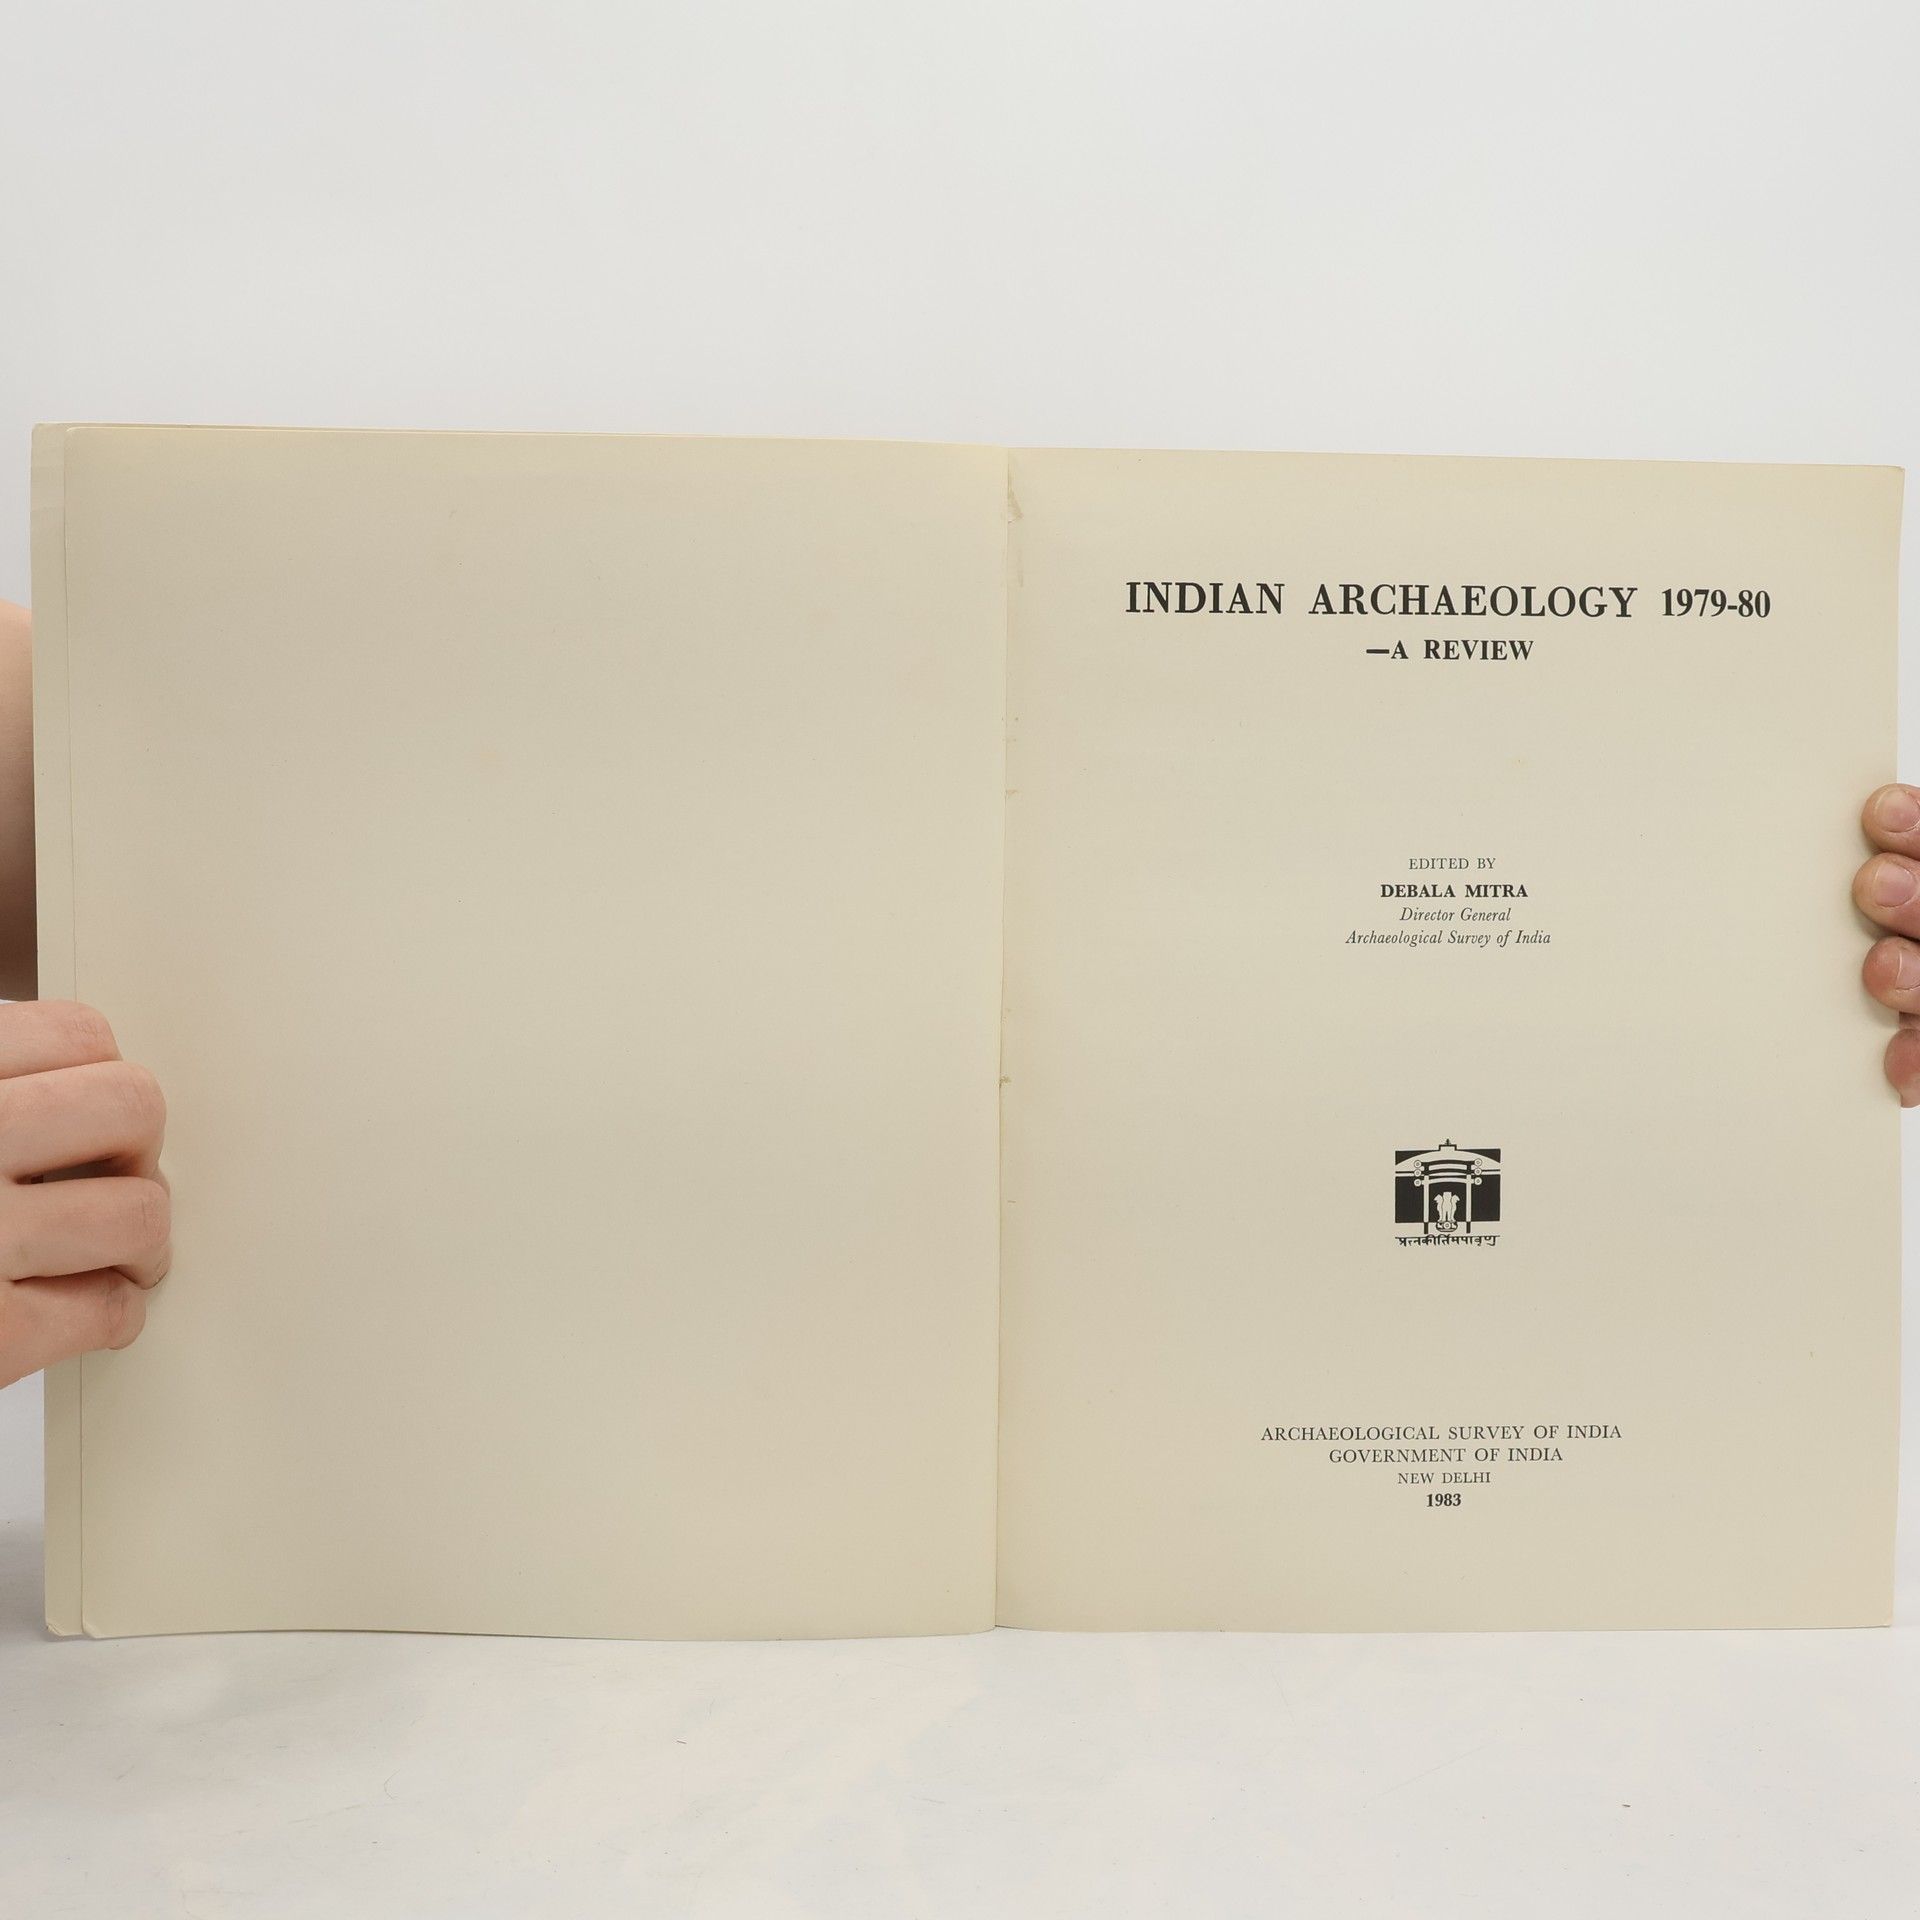 INDIAN ARCHAEOLOGY 1979-80
—A REVIEW
EDITED BY
DEBALA MITRA
Director General
Archaeological Survey of India
प्रत्नकीर्तिमपावृणु
ARCHAEOLOGICAL SURVEY OF INDIA
GOVERNMENT OF INDIA
NEW DELHI
1983